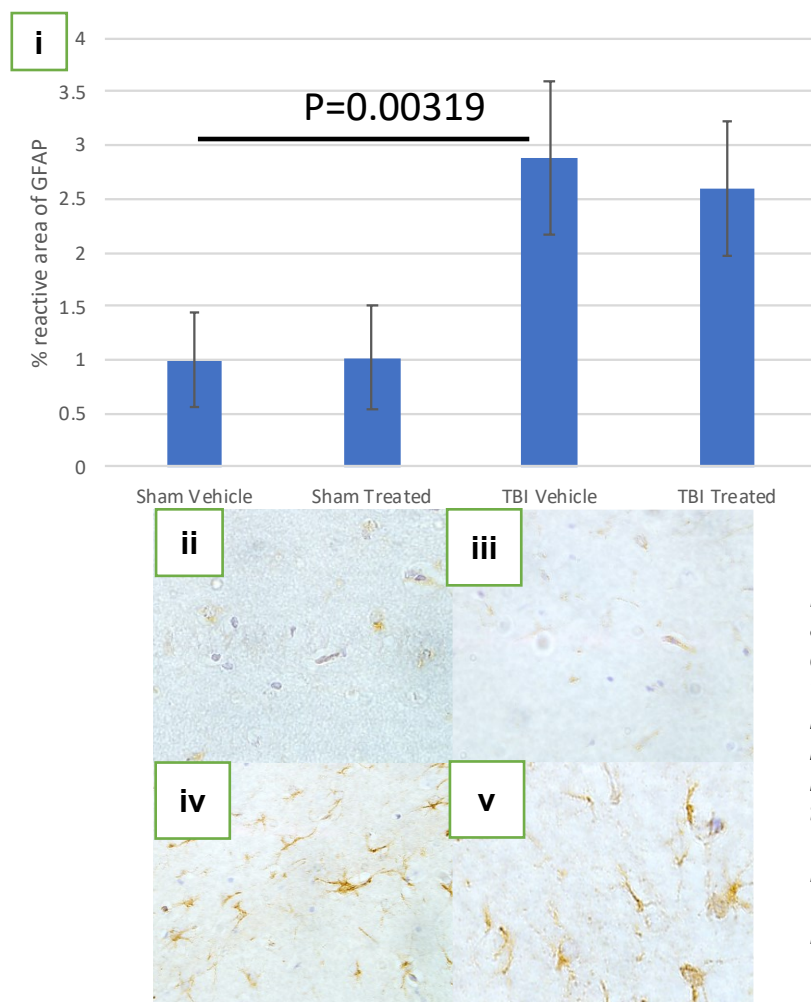 i
4
3.5
3
2.5
2
1.5
1
0.5
0
% reactive area of GFAP
P=0.00319
Sham Vehicle Sham Treated TBI Vehicle TBI Treated
ii
iii
iv
v